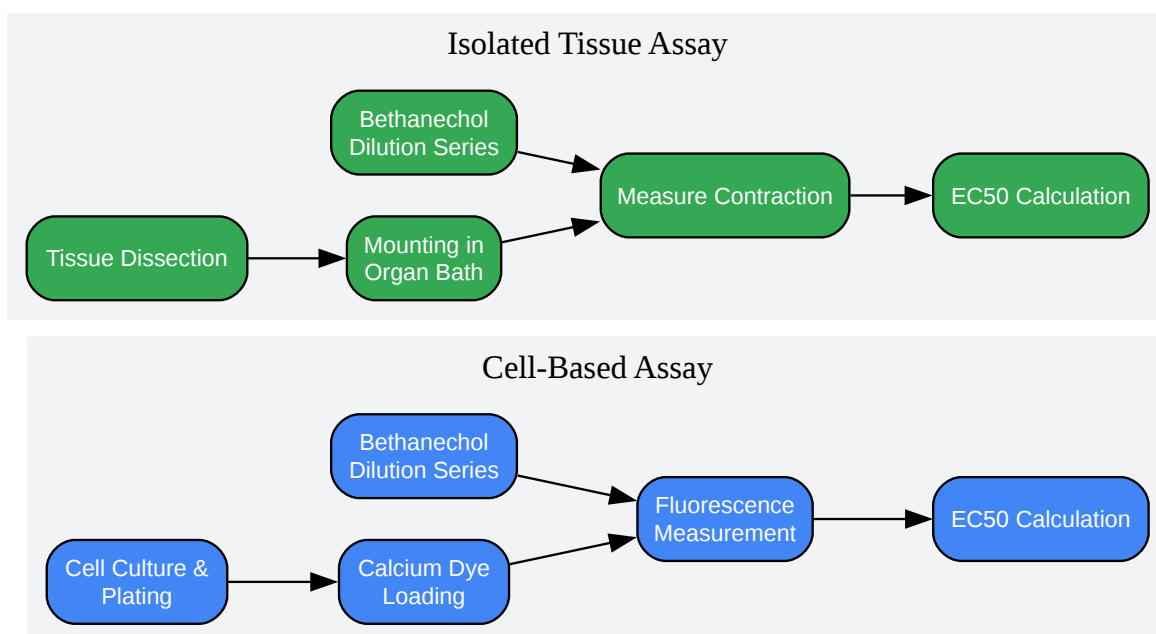 Isolated Tissue Assay
Bethanechol
Dilution Series
Measure Contraction
EC50 Calculation
Tissue Dissection
Mounting in
Organ Bath
Cell-Based Assay
Bethanechol
Dilution Series
Fluorescence
Measurement
EC50 Calculation
Cell Culture &
Plating
Calcium Dye
Loading